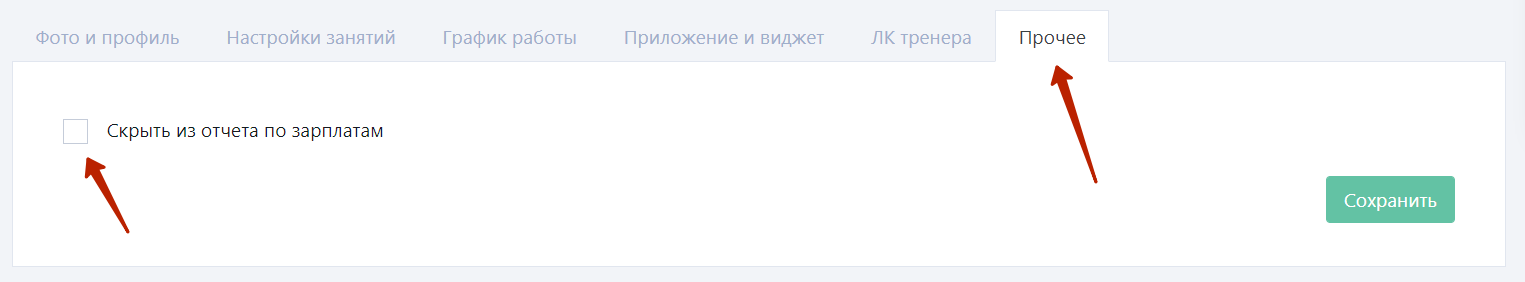 Фото и профиль Настройки занятий График работы Приложение и виджет ЛК тренера Прочее
Скрыть из отчета по зарплатам
Сохранить